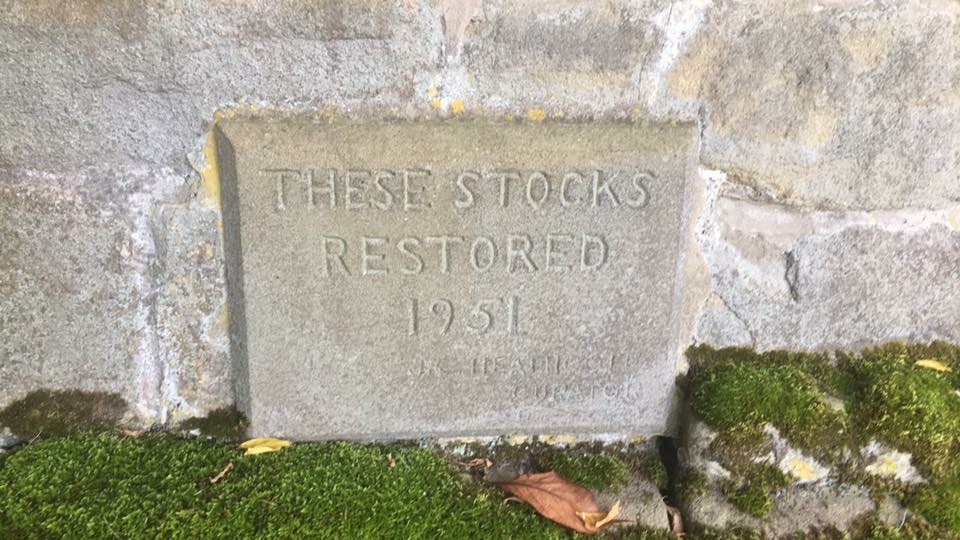 THESE STOCKS
RESTORED
1951
CURATOR